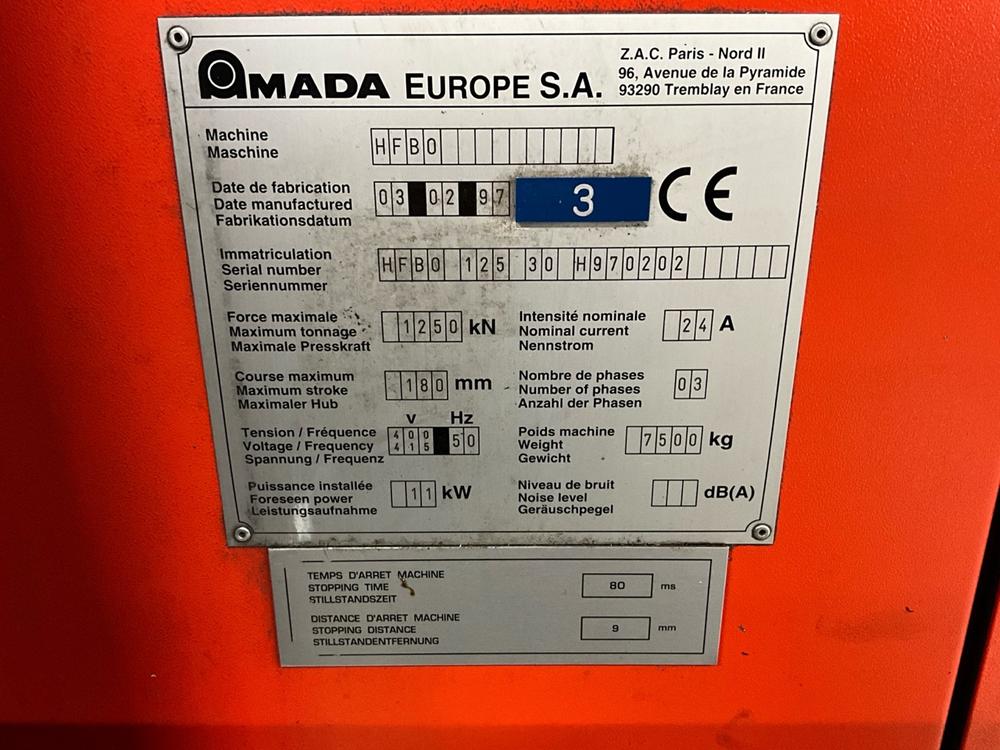 AMADA EUROPE S.A.
Z.A.C. Paris - Nord II
96, Avenue de la Pyramide
93290 Tremblay en France
Machine
Maschine
HFBO
Date de fabrication
Date manufactured
Fabrikationsdatum
03 02 97
3
CE
Immatriculation
Serial number
Seriennummer
HFBO 125 30 H970202
Force maximale
Maximum tonnage
Maximale Presskraft
1250 kN
Intensité nominale
Nominal current
Nennstrom
24 A
Course maximum
Maximum stroke
Maximaler Hub
180 mm
Nombre de phases
Number of phases
Anzahl der Phasen
03
V Hz
Tension / Fréquence
Voltage / Frequency
Spannung / Frequenz
400
415
50
Poids machine
Weight
Gewicht
7500 kg
Puissance installée
Foreseen power
Leistungsaufnahme
11 kW
Niveau de bruit
Noise level
Geräuschpegel
dB(A)
TEMPS D'ARRET MACHINE
STOPPING TIME
STILLSTANDSZEIT
80 ms
DISTANCE D'ARRET MACHINE
STOPPING DISTANCE
STILLSTANDENTFERNUNG
9 mm